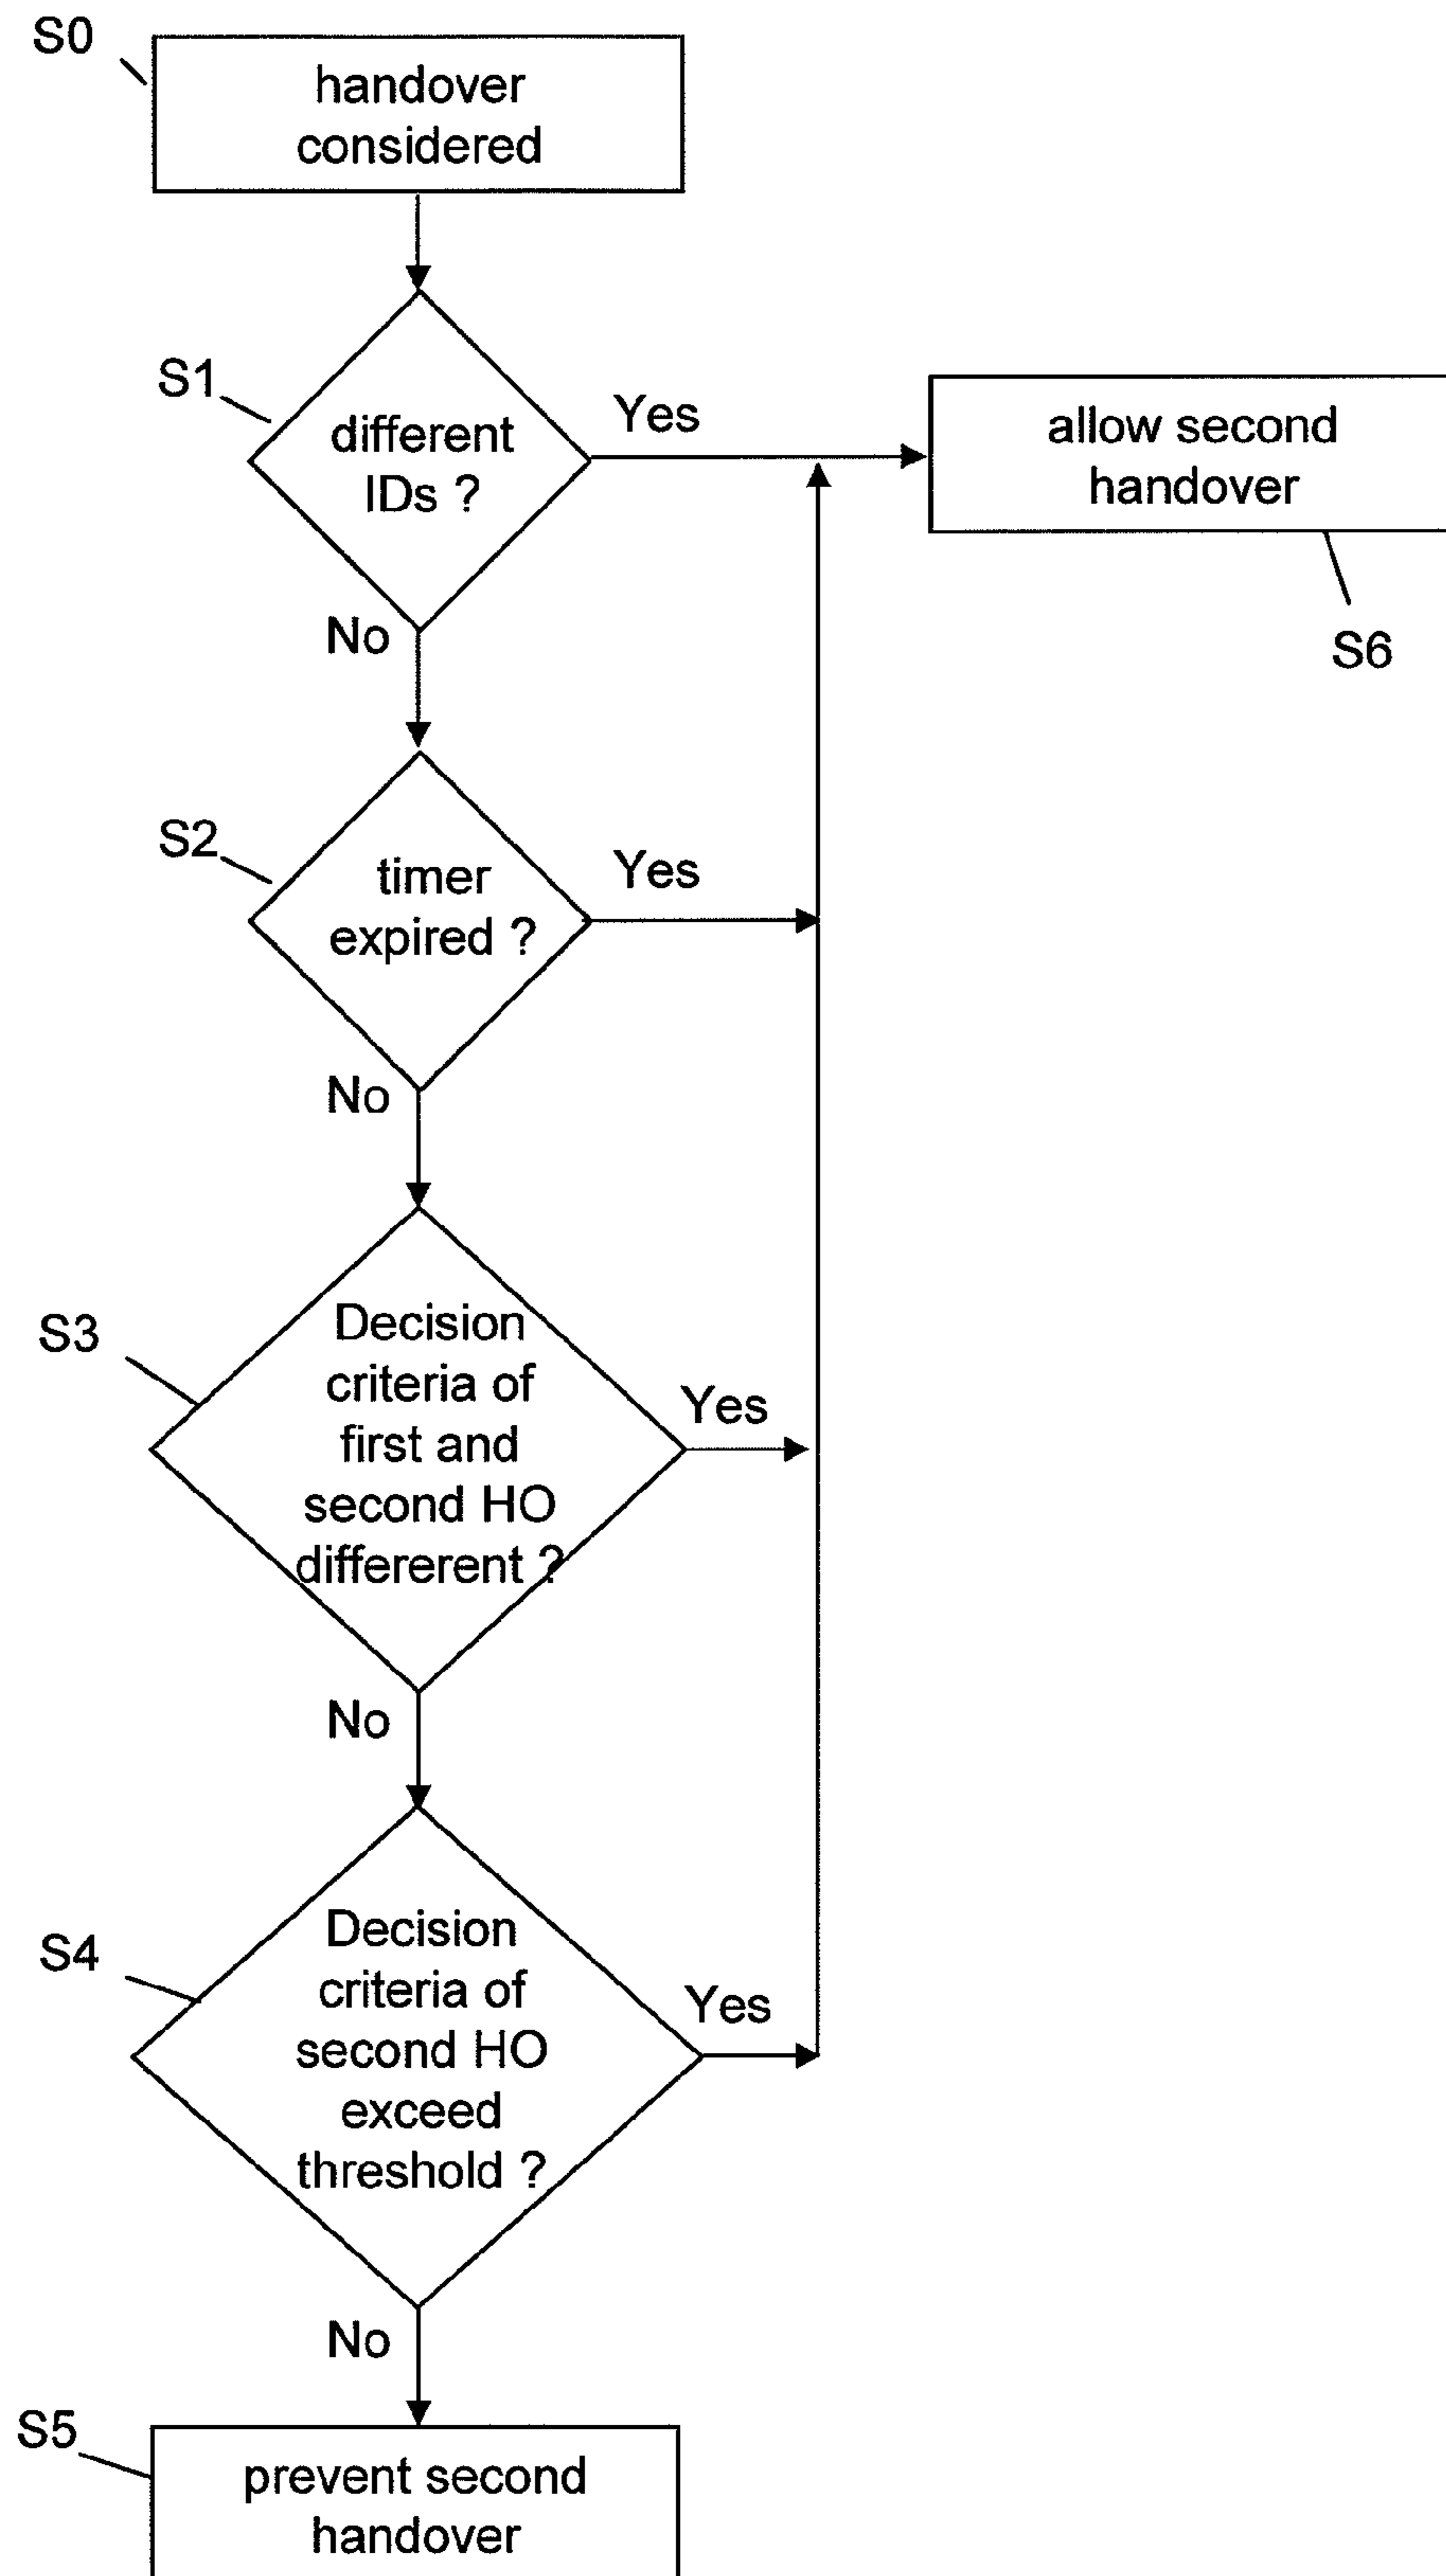 S0
handover
considered
S1
different
IDs ?
Yes
No
allow second
handover
S6
S2
timer
expired ?
Yes
No
S3
Decision
criteria of
first and
second HO
differerent ?
Yes
No
S4
Decision
criteria of
second HO
exceed
threshold ?
Yes
No
S5
prevent second
handover